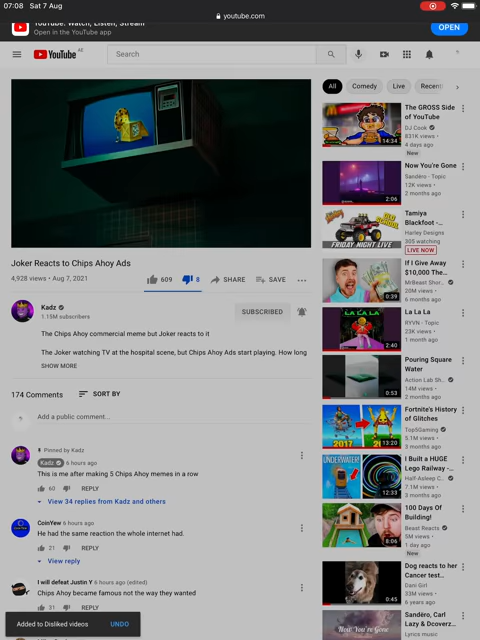 07:08 Sat 7 Aug
youtube.com
YouTube: Watch, Listen, Stream
Open in the YouTube app
OPEN
YouTube AE
Search
Joker Reacts to Chips Ahoy Ads
4,928 views • Aug 7, 2021
609
8
SHARE
SAVE
Kadz
1.15M subscribers
SUBSCRIBED
The Chips Ahoy commercial meme but Joker reacts to it
The Joker watching TV at the hospital scene, but Chips Ahoy Ads start playing. How long
SHOW MORE
174 Comments
SORT BY
Add a public comment...
Pinned by Kadz
Kadz 6 hours ago
This is me after making 5 Chips Ahoy memes in a row
60
REPLY
View 34 replies from Kadz and others
CoinYew 6 hours ago
He had the same reaction the whole internet had.
21
REPLY
View reply
I will defeat Justin Y 6 hours ago (edited)
Chips Ahoy became famous not the way they wanted
31
REPLY
Added to Disliked videos
UNDO
All
Comedy
Live
Recent
14:34
The GROSS Side
of YouTube
DJ Cook
831K views •
4 days ago
New
2:06
Now You're Gone
Sandëro - Topic
12K views •
2 months ago
OLD SCHOOL
FRIDAY NIGHT LIVE
Tamiya
Blackfoot -...
Harley Designs
305 watching
LIVE NOW
0:39
If I Give Away
$10,000 The...
MrBeast Shor...
20M views •
6 months ago
LA LA LA
2:40
La La La
RYVN - Topic
23K views •
1 month ago
0:53
Pouring Square
Water
Action Lab Sh...
14M views •
2 months ago
2017
13:20
Fortnite's History
of Glitches
Top5Gaming
3.1M views •
3 months ago
UNDERWATER
12:33
I Built a HUGE
Lego Railway -...
Half-Asleep C...
7.1M views •
3 months ago
8:06
100 Days Of
Building!
Beast Reacts
5M views •
1 day ago
New
0:45
Dog reacts to her
Cancer test...
Dani Girl
33M views •
6 years ago
Now You're Gone
Sandëro, Carl
Lazy & Dcoverz...
Lyrics music